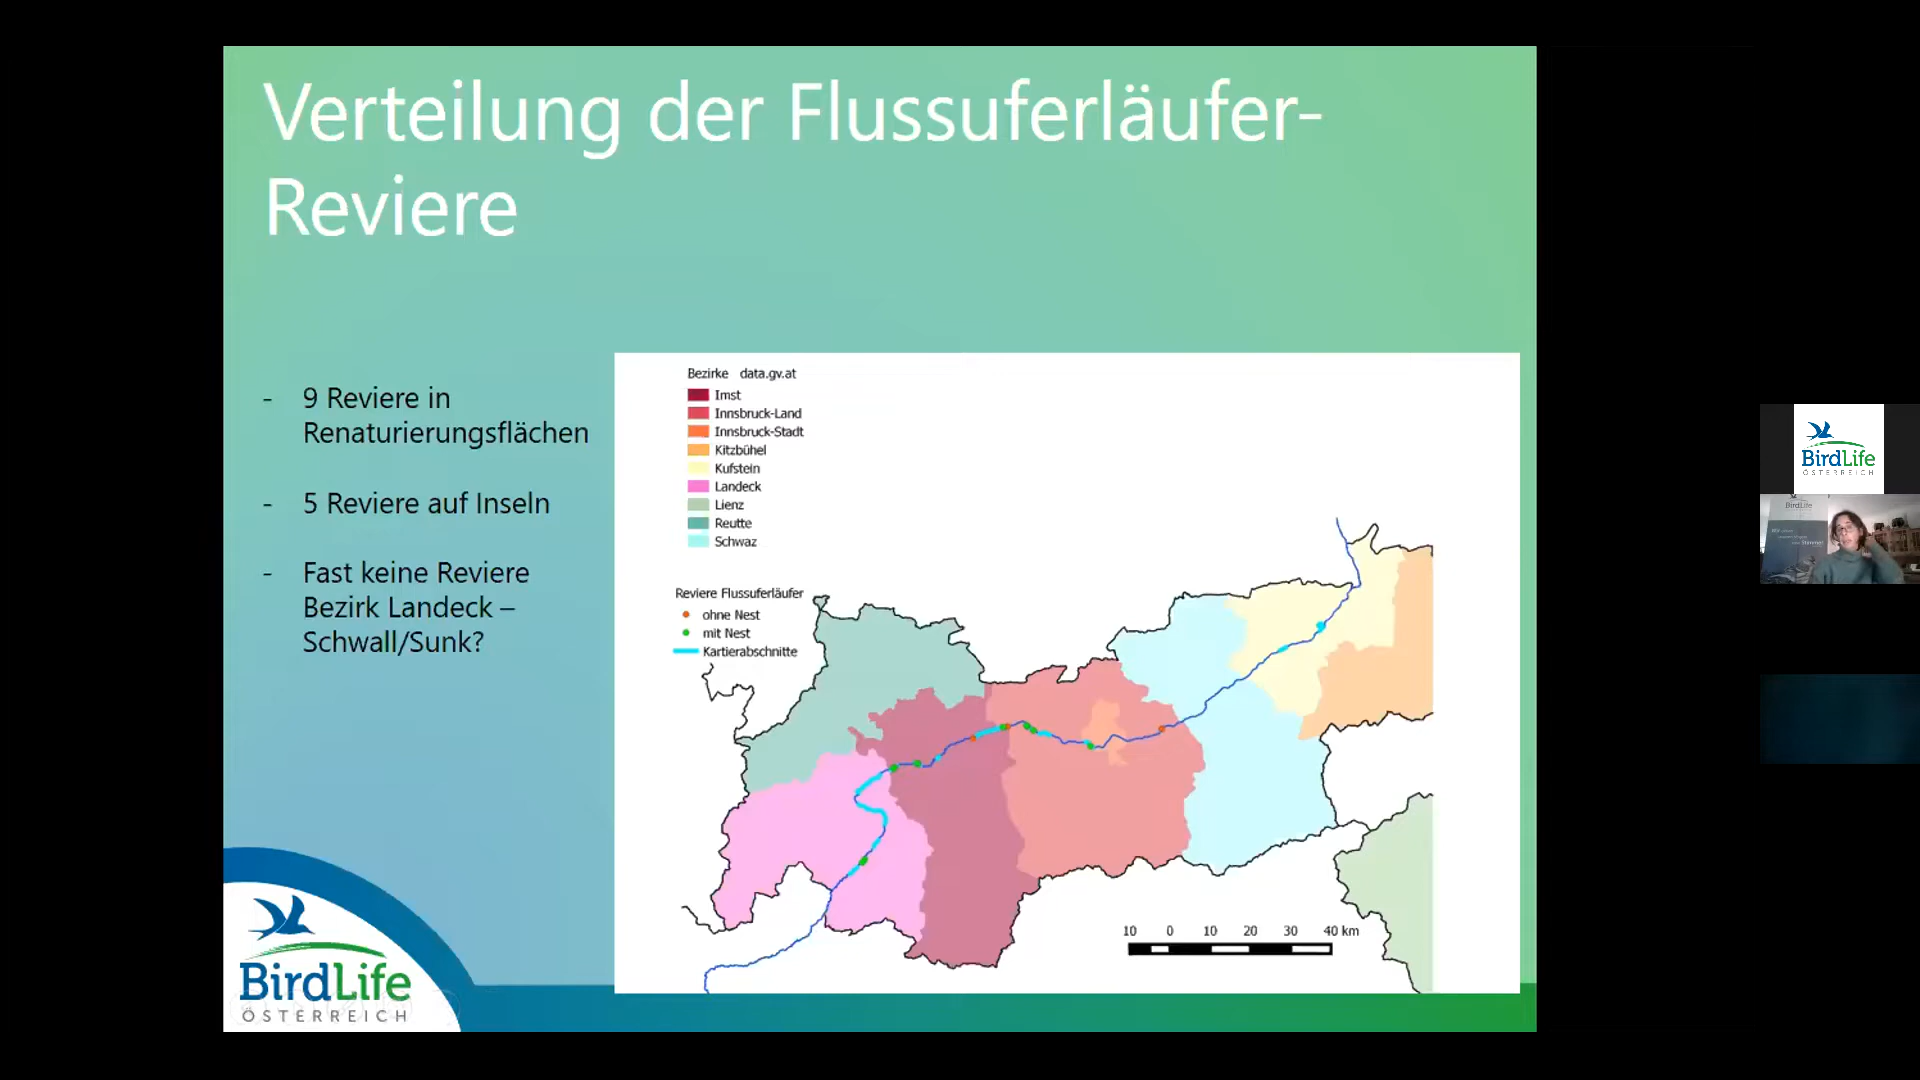 Verteilung der Flussuferläufer-
Reviere
- 9 Reviere in
Renaturierungsflächen
- 5 Reviere auf Inseln
- Fast keine Reviere
Bezirk Landeck –
Schwall/Sunk?
Bezirke data.gv.at
Imst
Innsbruck-Land
Innsbruck-Stadt
Kitzbühel
Kufstein
Landeck
Lienz
Reutte
Schwaz
Reviere Flussuferläufer
ohne Nest
mit Nest
Kartierabschnitte
10 0 10 20 30 40 km
BirdLife
ÖSTERREICH
BirdLife
ÖSTERREICH
BirdLife